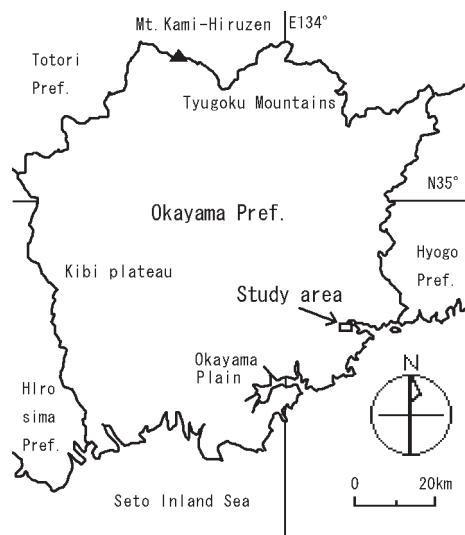 Mt. Kami-Hiruzen
E134°
Totori
Pref.
Tyugoku Mountains
N35°
Okayama Pref.
Hyogo
Pref.
Kibi plateau
Study area
Okayama
Plain
N
HIro
sima
Pref.
Seto Inland Sea
0 20km